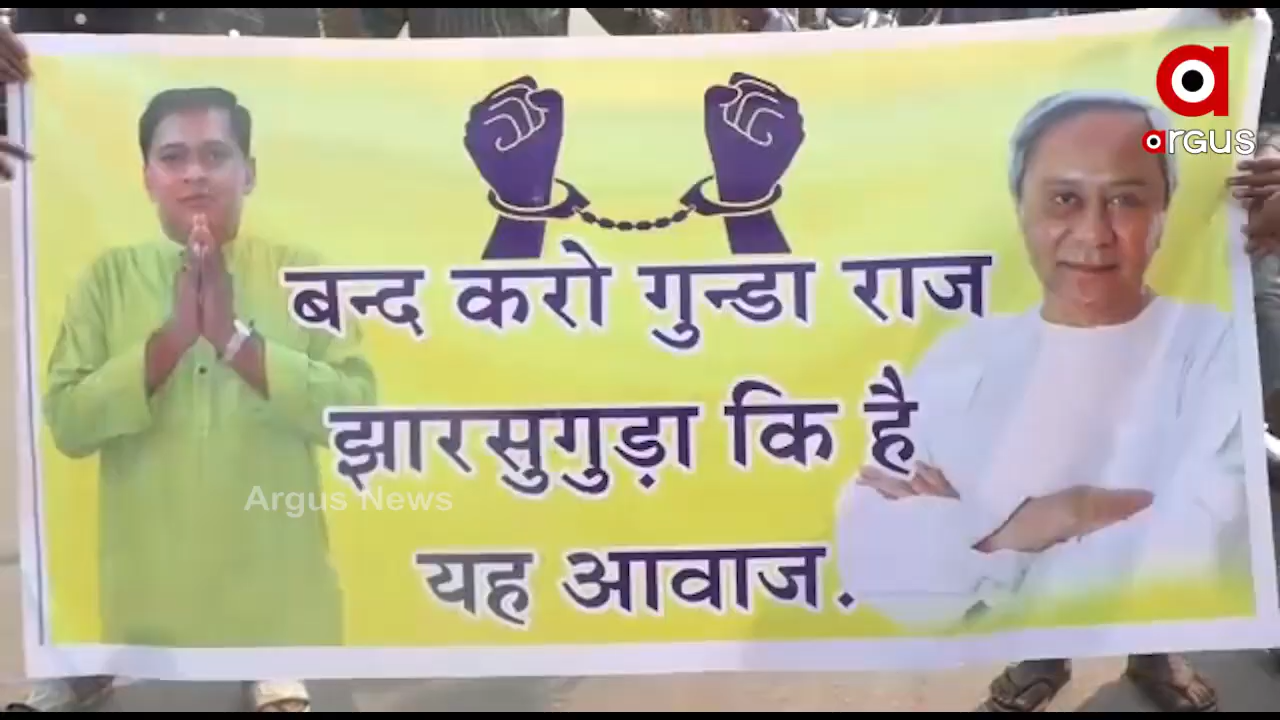 argus
बन्द करो गुन्डा राज
झारसुगुड़ा कि है
Argus News
यह आवाज.